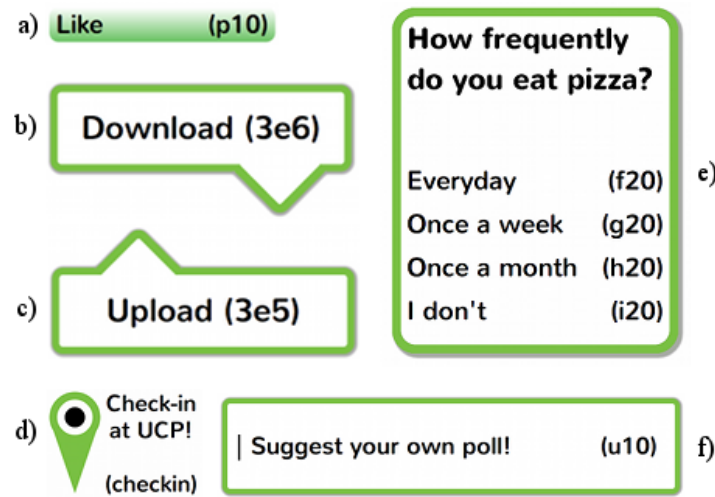 a) Like (p10)
b) Download (3e6)
c) Upload (3e5)
d) Check-in
at UCP!
(checkin)
e) How frequently
do you eat pizza?
Everyday (f20)
Once a week (g20)
Once a month (h20)
I don't (i20)
f) | Suggest your own poll! (u10)